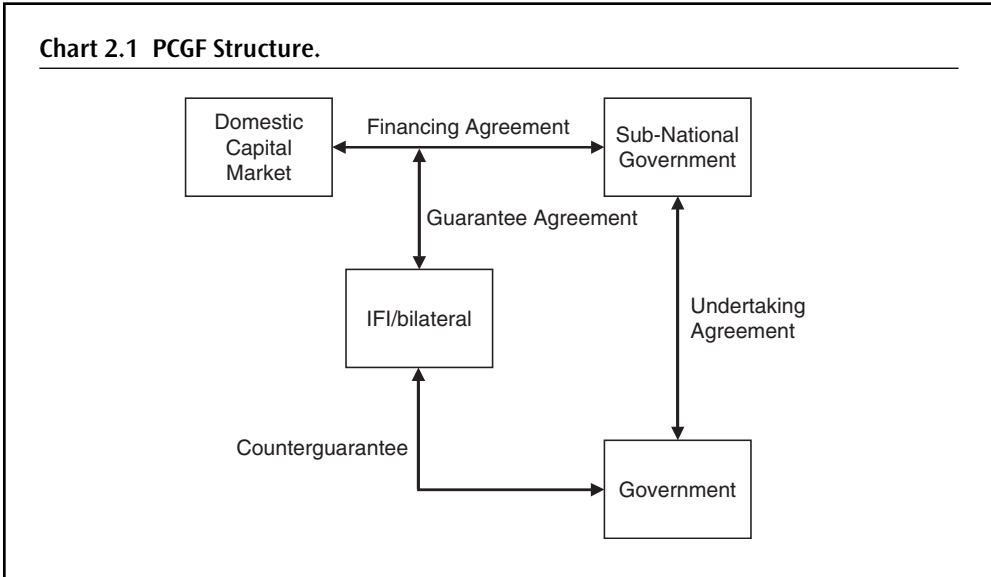 Chart 2.1 PCGF Structure.
Domestic
Capital
Market
Financing Agreement
Sub-National
Government
Guarantee Agreement
IFI/bilateral
Undertaking
Agreement
Counterguarantee
Government